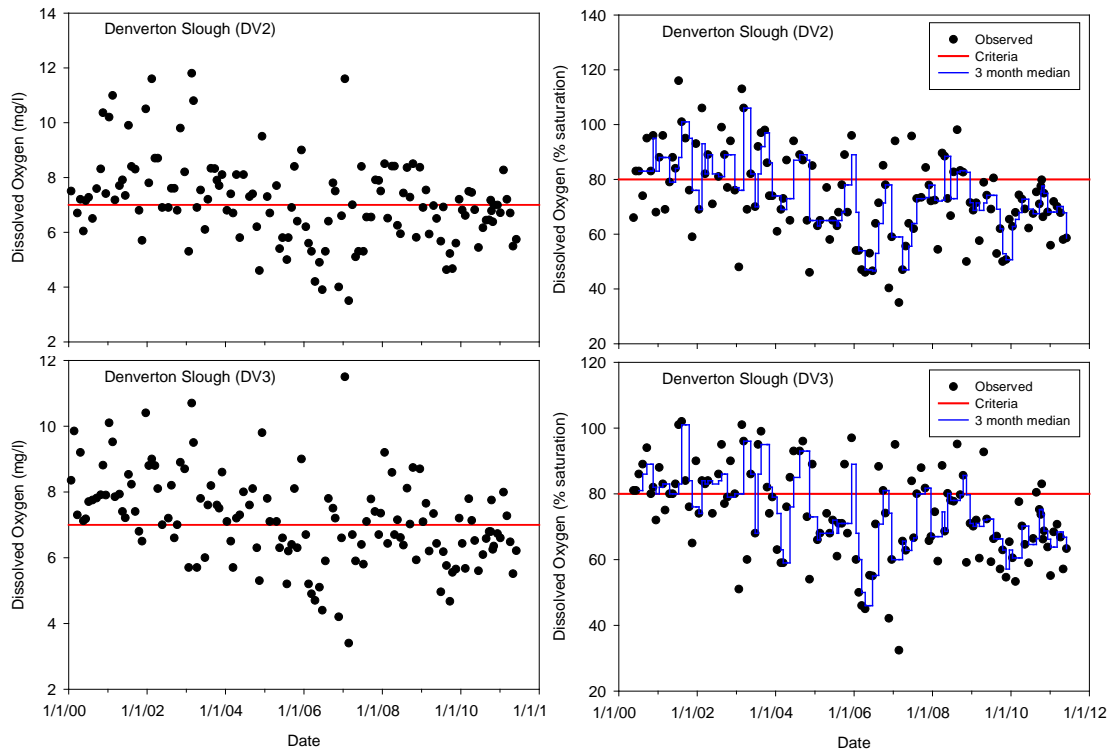 Denverton Slough (DV2)
Dissolved Oxygen (mg/l)
14
12
10
8
6
4
2
Denverton Slough (DV2)
Observed
Criteria
3 month median
Dissolved Oxygen (% saturation)
140
120
100
80
60
40
20
Denverton Slough (DV3)
Dissolved Oxygen (mg/l)
12
10
8
6
4
2
1/1/00
1/1/02
1/1/04
1/1/06
1/1/08
1/1/10
1/1/1
Date
Denverton Slough (DV3)
Observed
Criteria
3 month median
Dissolved Oxygen (% saturation)
120
100
80
60
40
20
1/1/00
1/1/02
1/1/04
1/1/06
1/1/08
1/1/10
1/1/12
Date